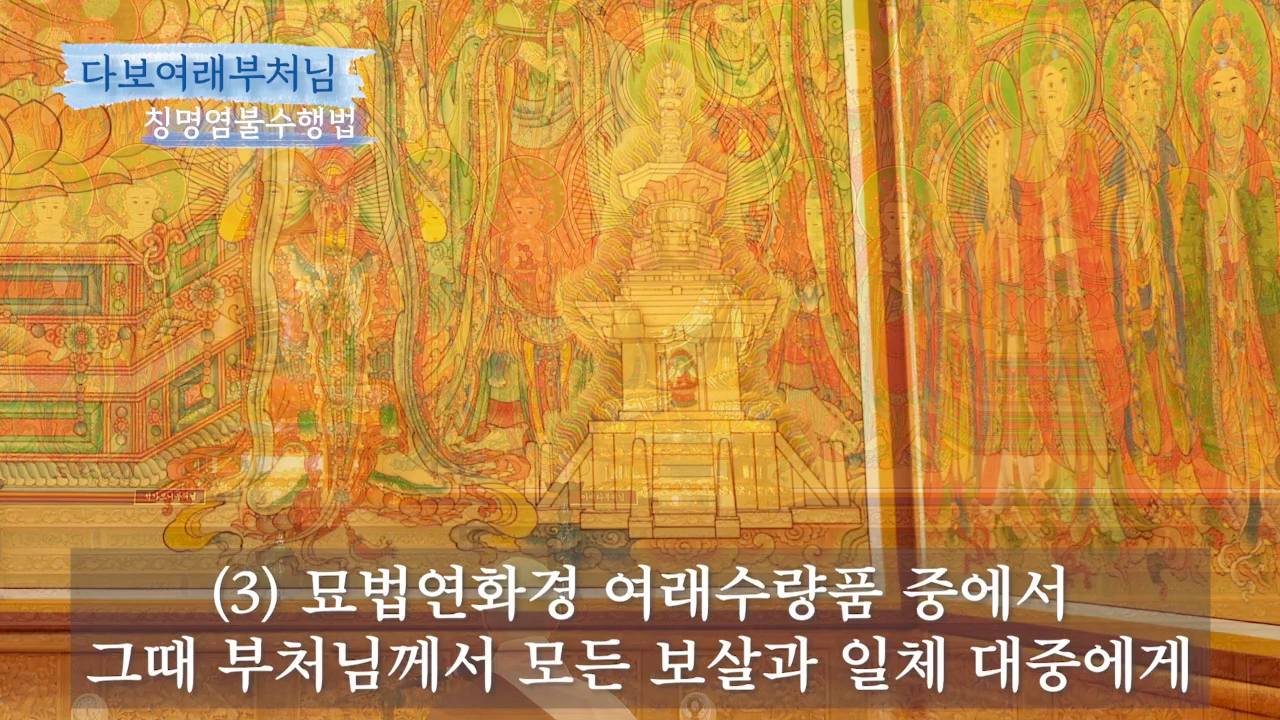 다보여래부처님
칭명염불수행법
(3) 묘법연화경 여래수량품 중에서
그때 부처님께서 모든 보살과 일체 대중에게